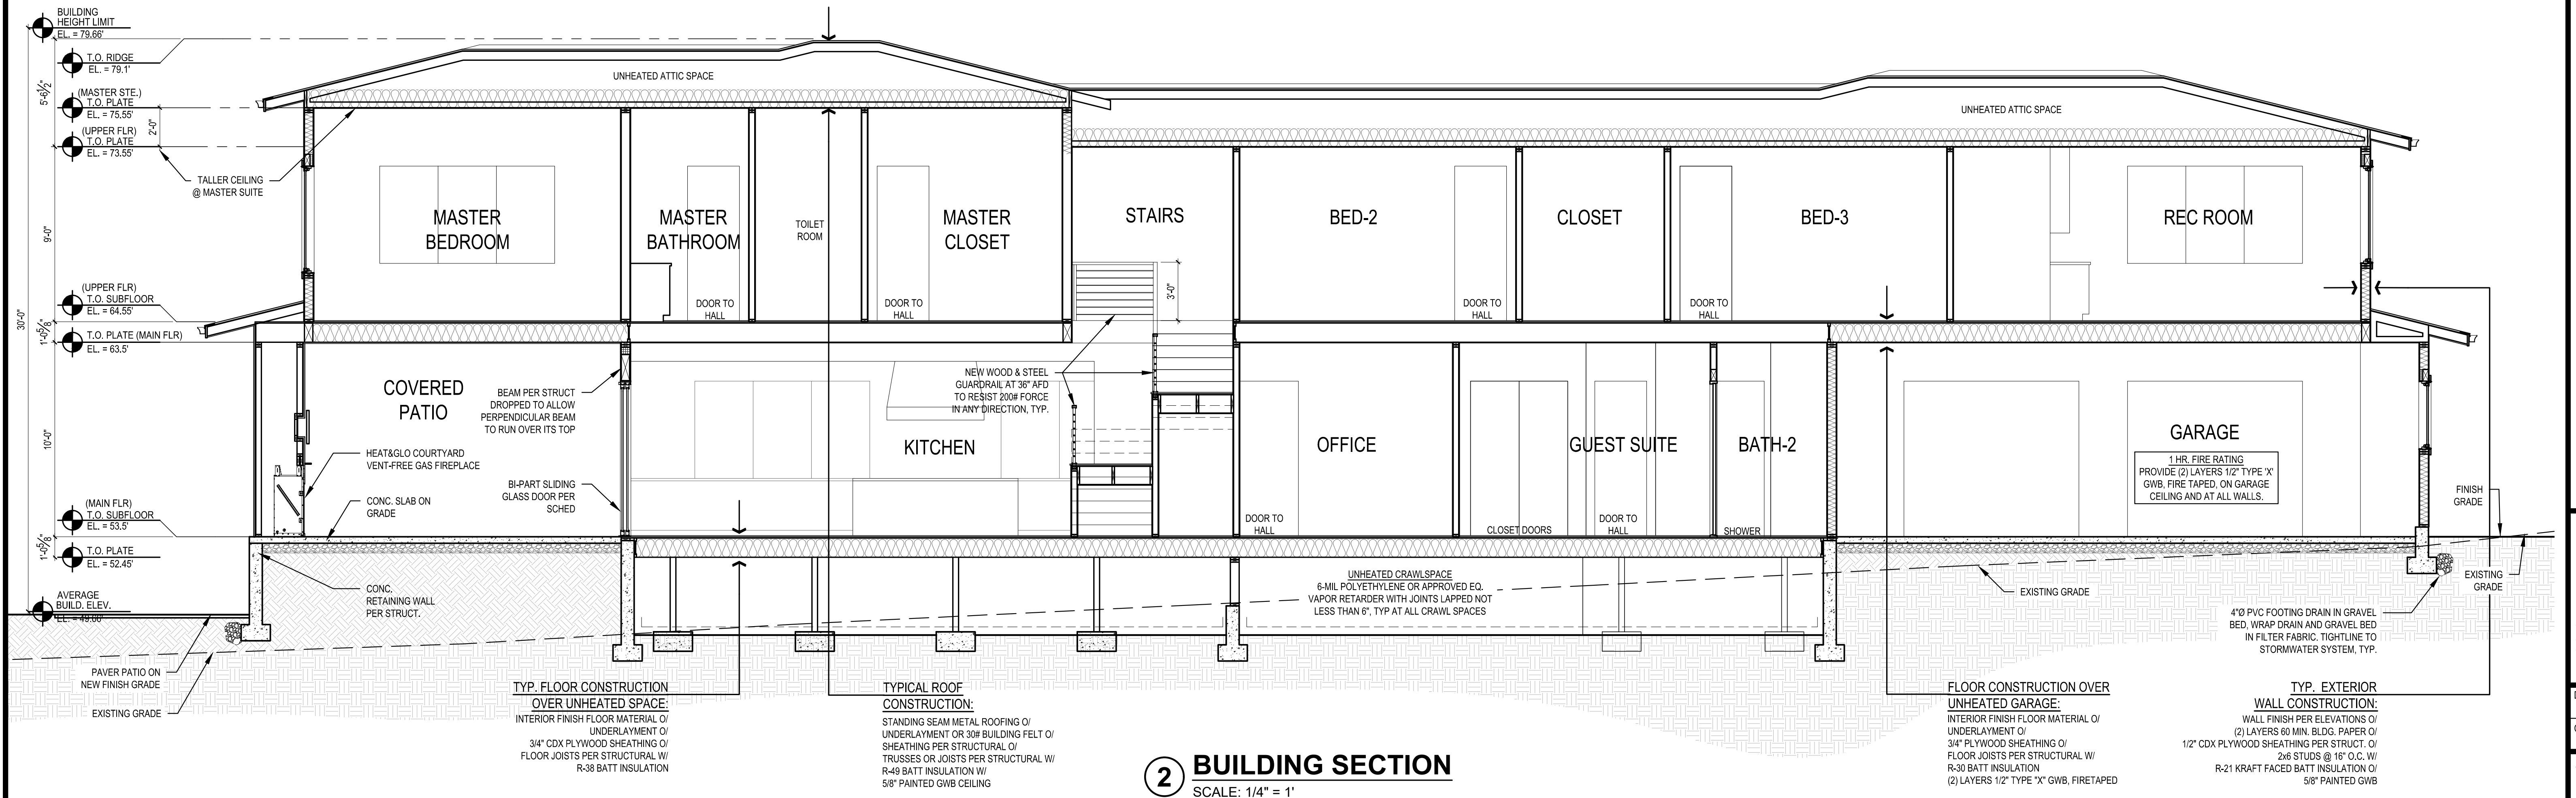 BUILDING
HEIGHT LIMIT
EL. = 79.66'
T.O. RIDGE
EL. = 79.1'
5'-6 1/2"
(MASTER STE.)
T.O. PLATE
EL. = 75.55'
2'-0"
(UPPER FLR)
T.O. PLATE
EL. = 73.55'
TALLER CEILING
@ MASTER SUITE
9'-0"
(UPPER FLR)
T.O. SUBFLOOR
EL. = 64.55'
30'-0"
1'-0 5/8"
T.O. PLATE (MAIN FLR)
EL. = 63.5'
10'-0"
(MAIN FLR)
T.O. SUBFLOOR
EL. = 53.5'
1'-0 5/8"
T.O. PLATE
EL. = 52.45'
AVERAGE
BUILD. ELEV.
EL. = 49.66'
PAVER PATIO ON
NEW FINISH GRADE
EXISTING GRADE
UNHEATED ATTIC SPACE
UNHEATED ATTIC SPACE
MASTER
BEDROOM
MASTER
BATHROOM
TOILET
ROOM
MASTER
CLOSET
STAIRS
BED-2
CLOSET
BED-3
REC ROOM
DOOR TO
HALL
DOOR TO
HALL
3'-0"
DOOR TO
HALL
DOOR TO
HALL
COVERED
PATIO
BEAM PER STRUCT
DROPPED TO ALLOW
PERPENDICULAR BEAM
TO RUN OVER ITS TOP
HEAT&GLO COURTYARD
VENT-FREE GAS FIREPLACE
CONC. SLAB ON
GRADE
BI-PART SLIDING
GLASS DOOR PER
SCHED
CONC.
RETAINING WALL
PER STRUCT.
KITCHEN
NEW WOOD & STEEL
GUARDRAIL AT 36" AFD
TO RESIST 200# FORCE
IN ANY DIRECTION, TYP.
OFFICE
DOOR TO
HALL
GUEST SUITE
CLOSET DOORS
DOOR TO
HALL
BATH-2
SHOWER
GARAGE
1 HR. FIRE RATING
PROVIDE (2) LAYERS 1/2" TYPE 'X'
GWB, FIRE TAPED, ON GARAGE
CEILING AND AT ALL WALLS.
FINISH
GRADE
UNHEATED CRAWLSPACE
6-MIL POLYETHYLENE OR APPROVED EQ.
VAPOR RETARDER WITH JOINTS LAPPED NOT
LESS THAN 6", TYP AT ALL CRAWL SPACES
EXISTING GRADE
EXISTING
GRADE
4"Ø PVC FOOTING DRAIN IN GRAVEL
BED, WRAP DRAIN AND GRAVEL BED
IN FILTER FABRIC. TIGHTLINE TO
STORMWATER SYSTEM, TYP.
TYP. FLOOR CONSTRUCTION
OVER UNHEATED SPACE:
INTERIOR FINISH FLOOR MATERIAL O/
UNDERLAYMENT O/
3/4" CDX PLYWOOD SHEATHING O/
FLOOR JOISTS PER STRUCTURAL W/
R-38 BATT INSULATION
TYPICAL ROOF
CONSTRUCTION:
STANDING SEAM METAL ROOFING O/
UNDERLAYMENT OR 30# BUILDING FELT O/
SHEATHING PER STRUCTURAL O/
TRUSSES OR JOISTS PER STRUCTURAL W/
R-49 BATT INSULATION W/
5/8" PAINTED GWB CEILING
2 BUILDING SECTION
SCALE: 1/4" = 1'
FLOOR CONSTRUCTION OVER
UNHEATED GARAGE:
INTERIOR FINISH FLOOR MATERIAL O/
UNDERLAYMENT O/
3/4" PLYWOOD SHEATHING O/
FLOOR JOISTS PER STRUCTURAL W/
R-30 BATT INSULATION
(2) LAYERS 1/2" TYPE "X" GWB, FIRETAPED
TYP. EXTERIOR
WALL CONSTRUCTION:
WALL FINISH PER ELEVATIONS O/
(2) LAYERS 60 MIN. BLDG. PAPER O/
1/2" CDX PLYWOOD SHEATHING PER STRUCT. O/
2x6 STUDS @ 16" O.C. W/
R-21 KRAFT FACED BATT INSULATION O/
5/8" PAINTED GWB